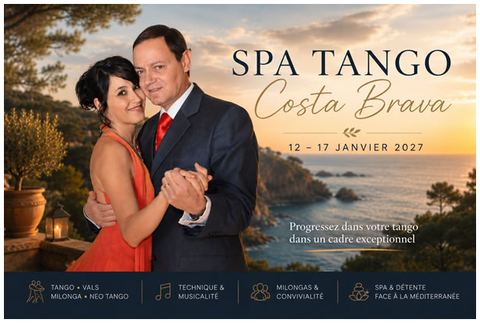 SPA TANGO
Costa Brava
12 – 17 JANVIER 2027
Progressez dans votre tango
dans un cadre exceptionnel
TANGO • VALS
MILONGA • NEO TANGO
TECHNIQUE &
MUSICALITÉ
MILONGAS &
CONVIVIALITÉ
SPA & DÉTENTE
FACE À LA MÉDITERRANÉE